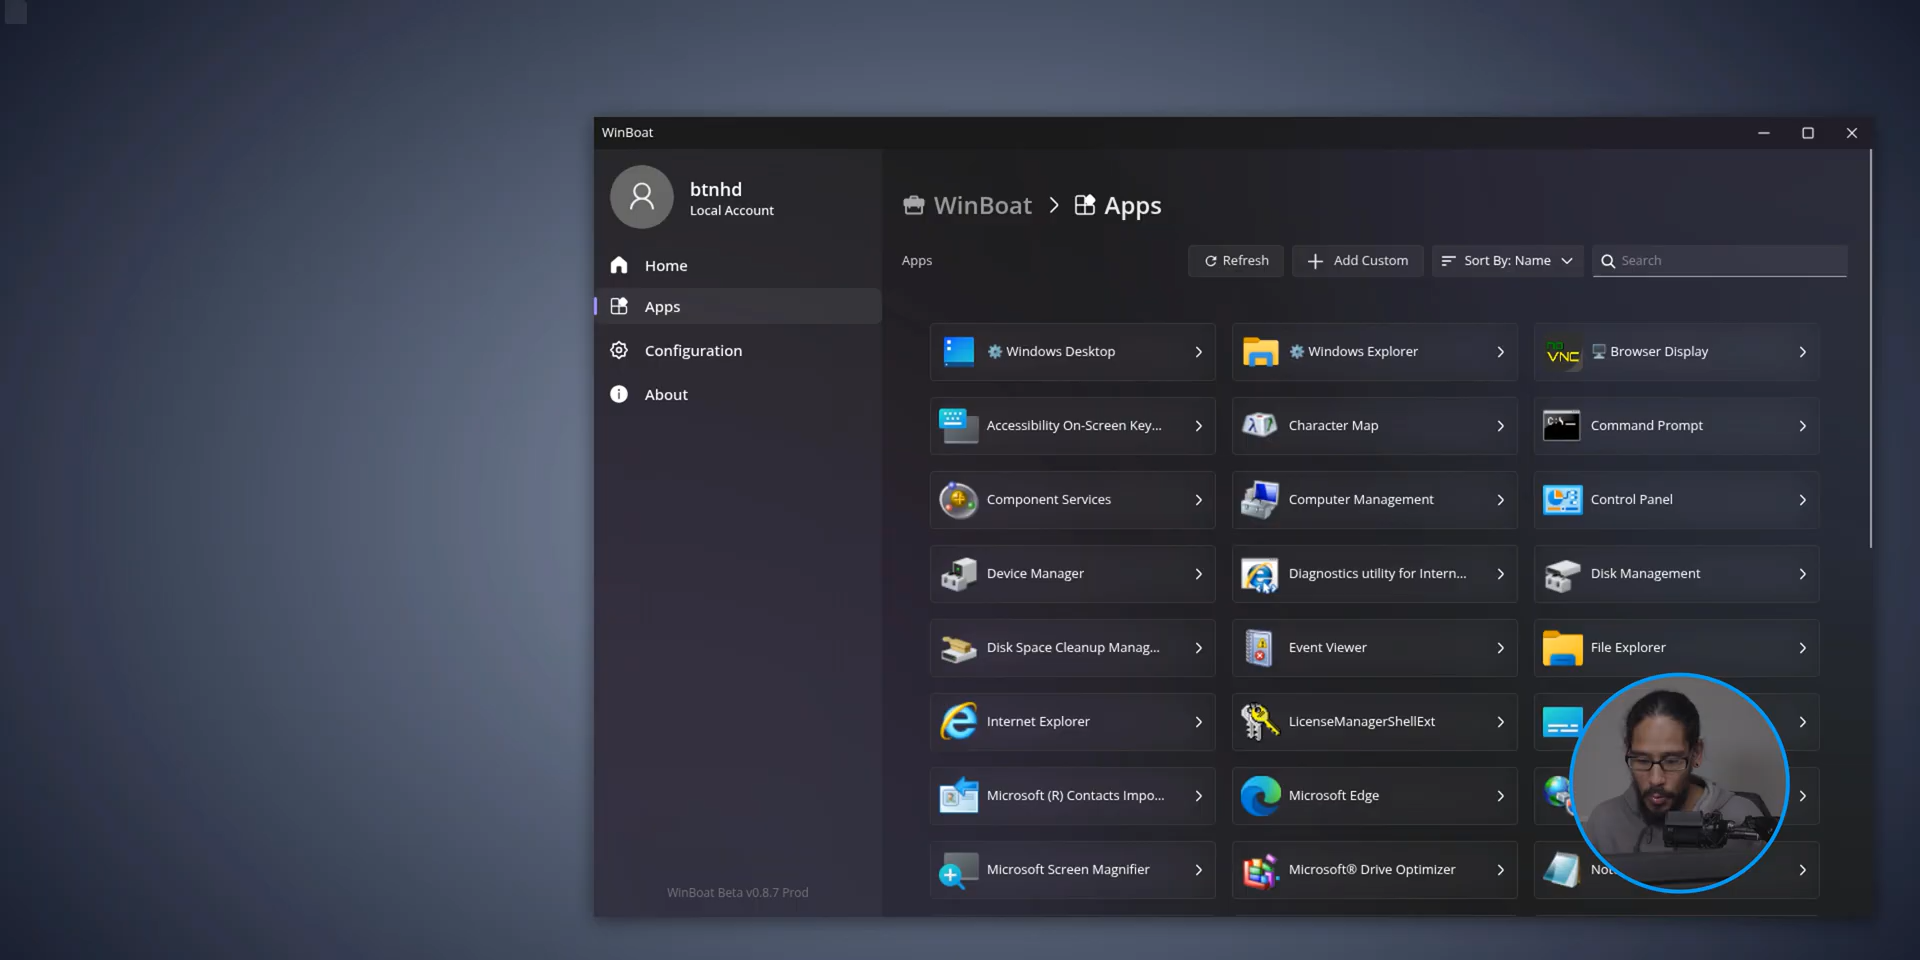 WinBoat
btnhd
Local Account
Home
Apps
Configuration
About
WinBoat Beta v0.8.7 Prod
WinBoat > Apps
Apps
Refresh
Add Custom
Sort By: Name
Search
Windows Desktop
Windows Explorer
VNC
Browser Display
Accessibility On-Screen Key...
Character Map
C:\_
Command Prompt
Component Services
Computer Management
Control Panel
Device Manager
Diagnostics utility for Intern...
Disk Management
Disk Space Cleanup Manag...
Event Viewer
File Explorer
Internet Explorer
LicenseManagerShellExt
Microsoft (R) Contacts Impo...
Microsoft Edge
Microsoft Screen Magnifier
Microsoft® Drive Optimizer